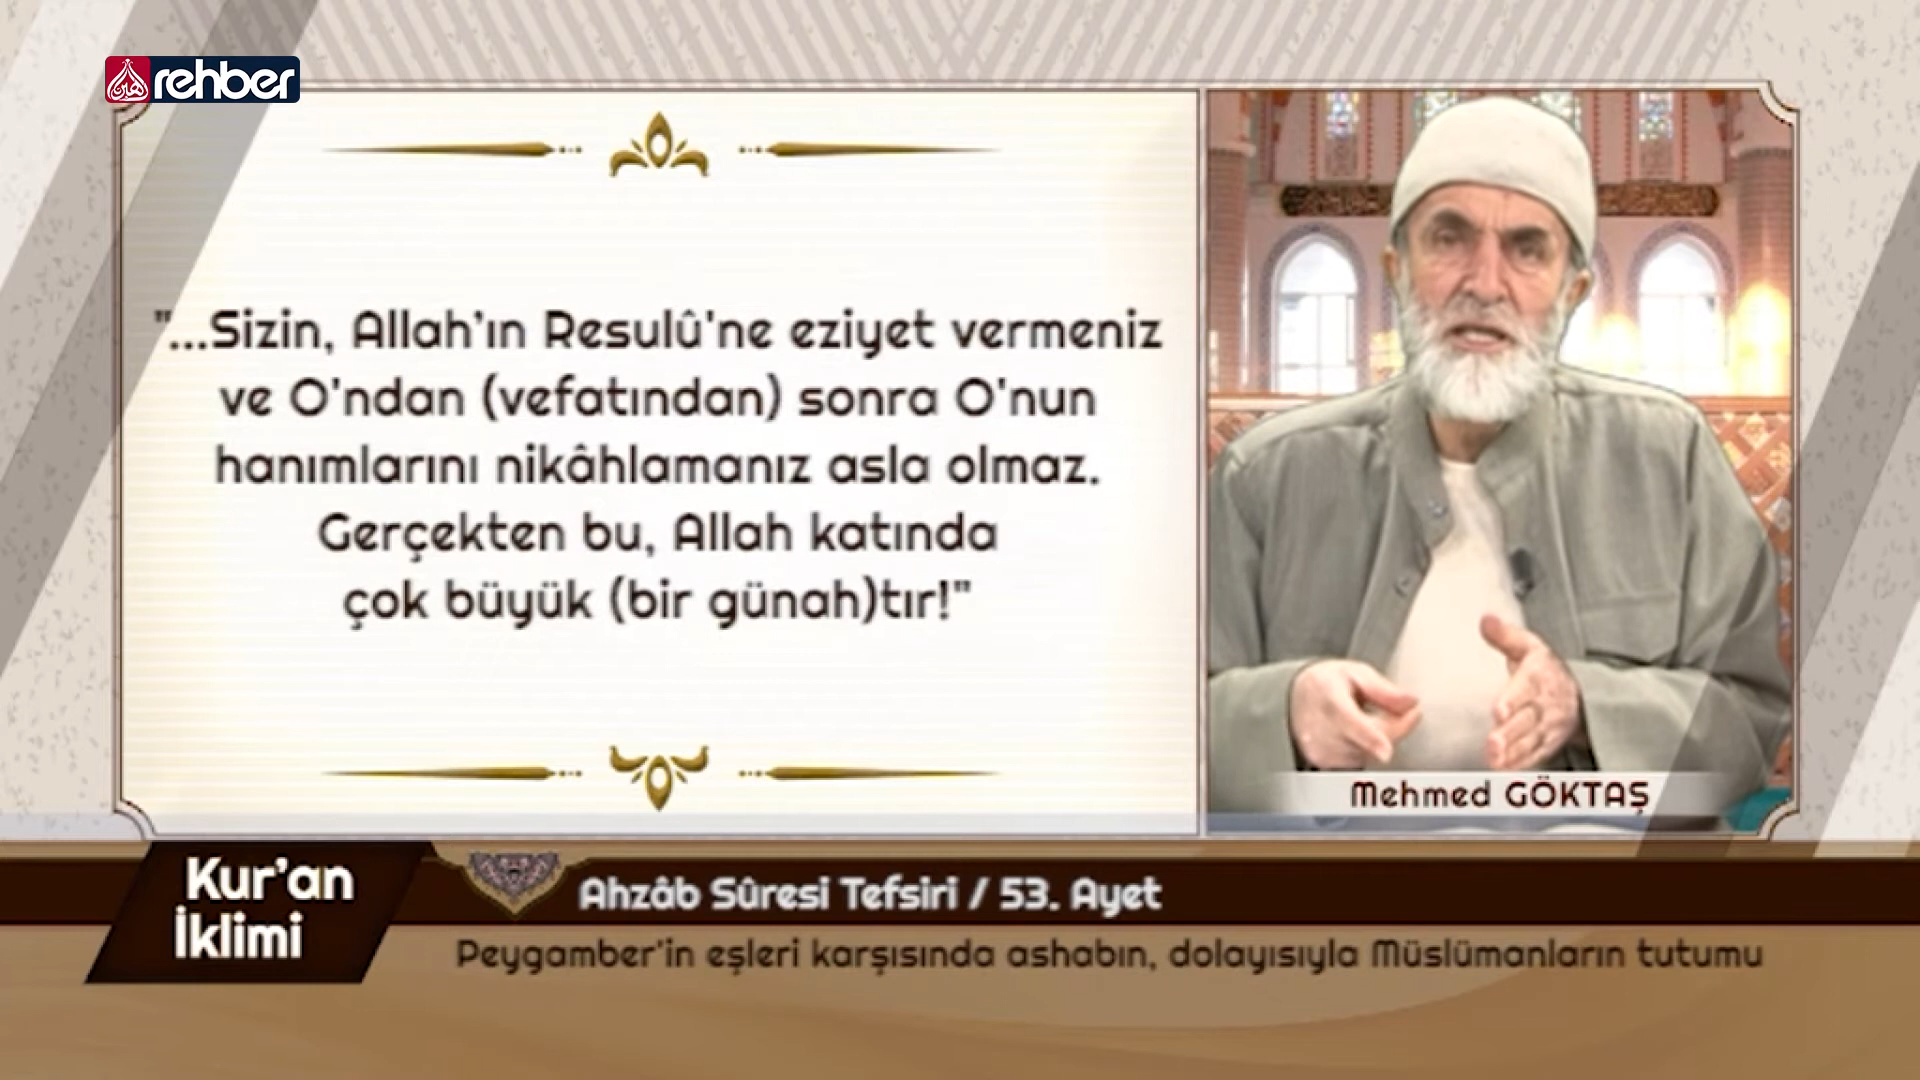 rehber
"...Sizin, Allah'ın Resulû'ne eziyet vermeniz
ve O'ndan (vefatından) sonra O'nun
hanımlarını nikâhlamanız asla olmaz.
Gerçekten bu, Allah katında
çok büyük (bir günah)tır!"
Mehmed GÖKTAŞ
Kur'an
İklimi
Ahzâb Sûresi Tefsiri / 53. Ayet
Peygamber'in eşleri karşısında ashabın, dolayısıyla Müslümanların tutumu